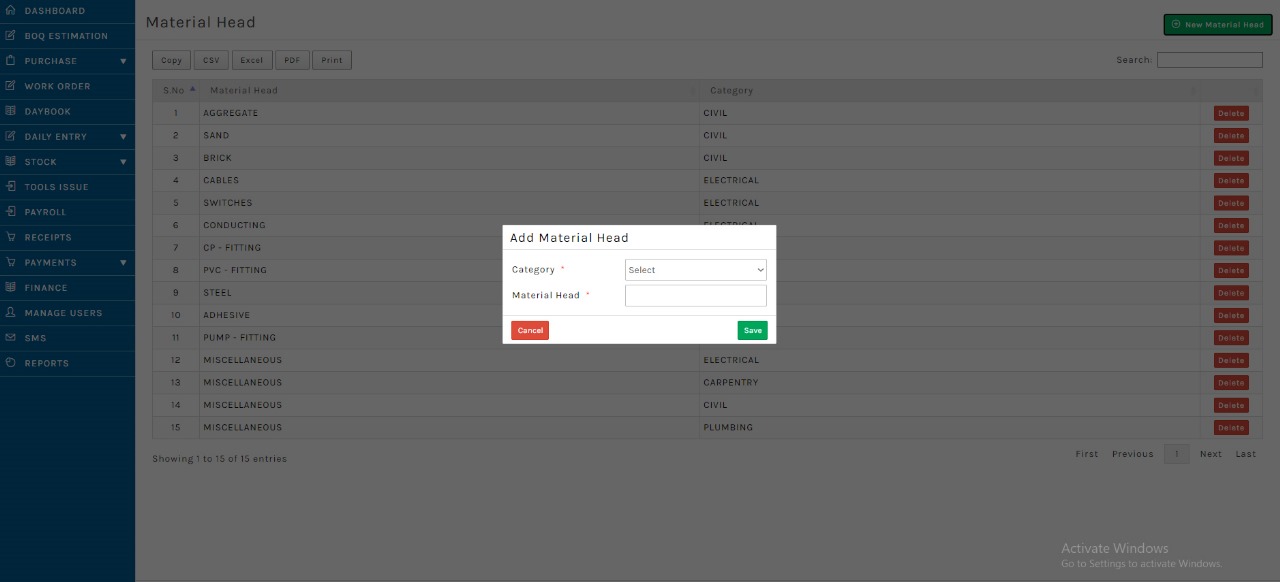 DASHBOARD
BOQ ESTIMATION
PURCHASE
WORK ORDER
DAYBOOK
DAILY ENTRY
STOCK
TOOLS ISSUE
PAYROLL
RECEIPTS
PAYMENTS
FINANCE
MANAGE USERS
SMS
REPORTS
Material Head
New Material Head
Copy CSV Excel PDF Print
Search:
S.No Material Head Category
1 AGGREGATE CIVIL Delete
2 SAND CIVIL Delete
3 BRICK CIVIL Delete
4 CABLES ELECTRICAL Delete
5 SWITCHES ELECTRICAL Delete
6 CONDUCTING ELECTRICAL Delete
7 CP - FITTING Delete
8 PVC - FITTING Delete
9 STEEL Delete
10 ADHESIVE Delete
11 PUMP - FITTING Delete
12 MISCELLANEOUS ELECTRICAL Delete
13 MISCELLANEOUS CARPENTRY Delete
14 MISCELLANEOUS CIVIL Delete
15 MISCELLANEOUS PLUMBING Delete
Showing 1 to 15 of 15 entries
First Previous 1 Next Last
Add Material Head
Category * Select
Material Head *
Cancel Save
Activate Windows
Go to Settings to activate Windows.